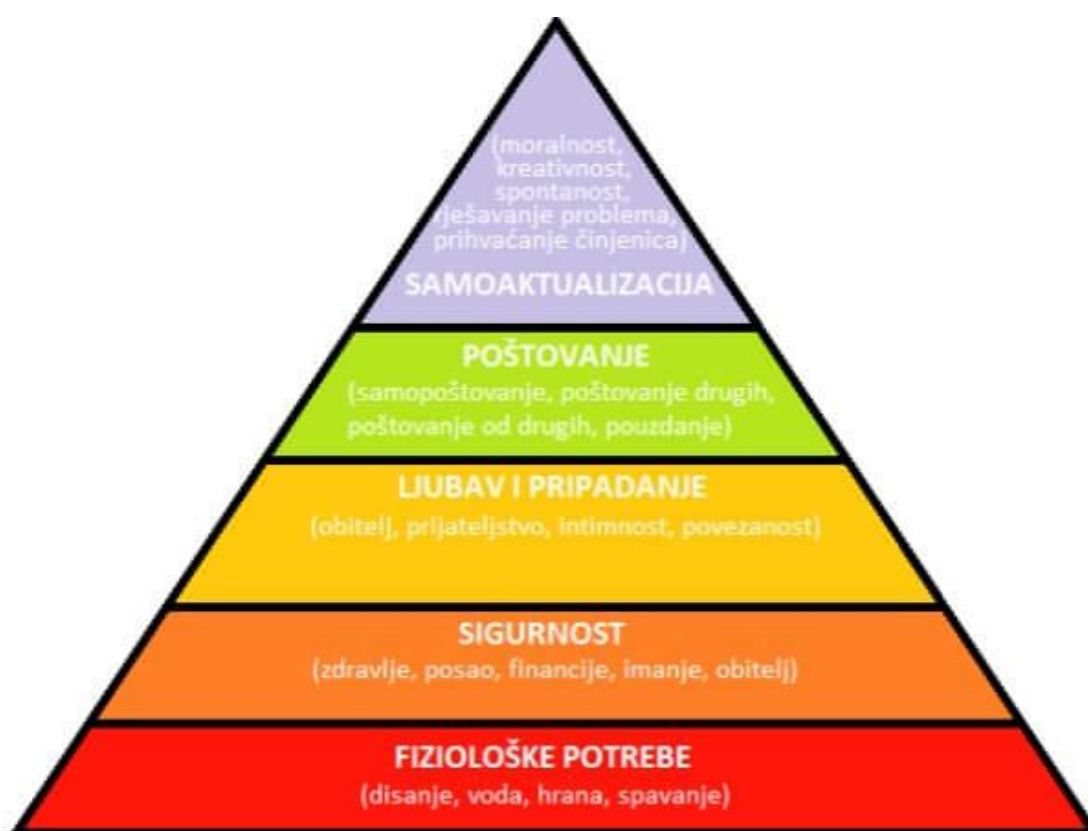 (moralnost,
kreativnost,
spontanost,
rješavanje problema,
prihvaćanje činjenica)
SAMOAKTUALIZACIJA
POŠTOVANJE
(samopoštovanje, poštovanje drugih,
poštovanje od drugih, pouzdanje)
LJUBAV I PRIPADANJE
(obitelj, prijateljstvo, intimnost, povezanost)
SIGURNOST
(zdravlje, posao, financije, imanje, obitelj)
FIZIOLOŠKE POTREBE
(disanje, voda, hrana, spavanje)